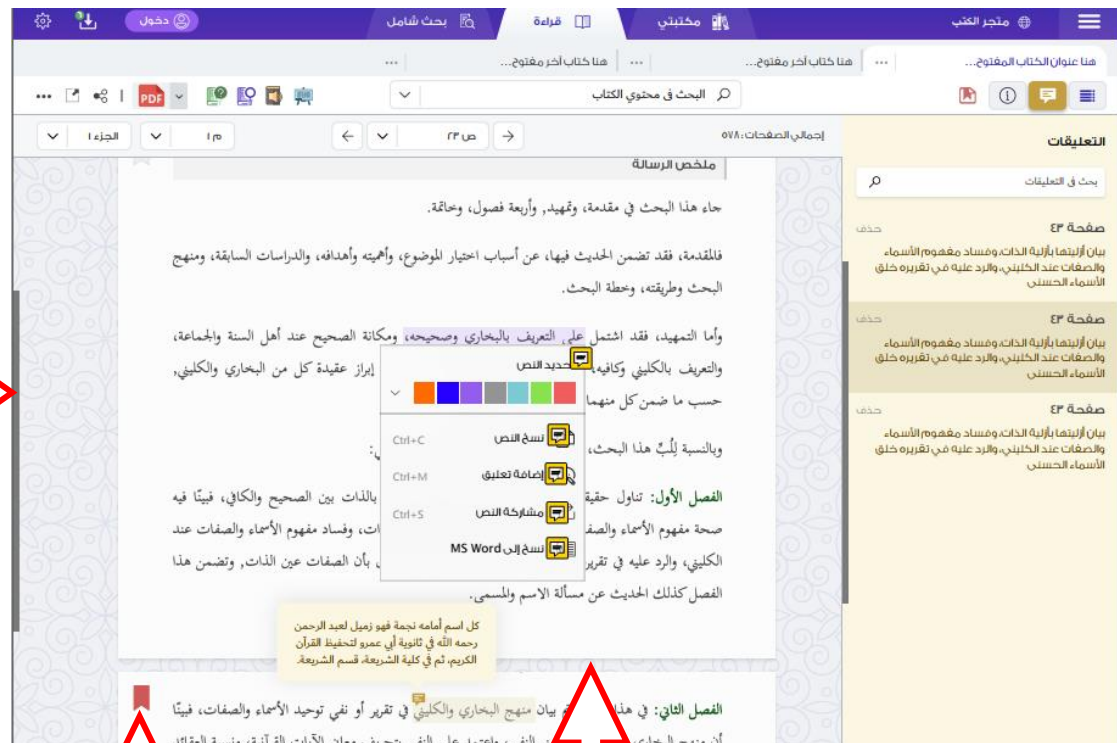 متجر الكتب
مكتبتي
قراءة
بحث شامل
دخول
هنا عنوان الكتاب المفتوح...
هنا كتاب آخر مفتوح...
هنا كتاب آخر مفتوح...
البحث في محتوي الكتاب
PDF
إجمالي الصفحات: ٥٧٨
ص ٢٣
م ١
الجزء ١
التعليقات
بحث في التعليقات
صفحة ٤٣
حذف
بيان أزليتها بأزلية الذات، وفساد مفهوم الأسماء
والصفات عند الكليني، والرد عليه في تقريره خلق
الأسماء الحسنى
صفحة ٤٣
حذف
بيان أزليتها بأزلية الذات، وفساد مفهوم الأسماء
والصفات عند الكليني، والرد عليه في تقريره خلق
الأسماء الحسنى
صفحة ٤٣
حذف
بيان أزليتها بأزلية الذات، وفساد مفهوم الأسماء
والصفات عند الكليني، والرد عليه في تقريره خلق
الأسماء الحسنى
ملخص الرسالة
جاء هذا البحث في مقدمة، وتمهيد, وأربعة فصول، وخاتمة.
فالمقدمة، فقد تضمن الحديث فيها، عن أسباب اختيار الموضوع، وأهميته وأهدافه، والدراسات السابقة، ومنهج
البحث وطريقته، وخطة البحث.
وأما التمهيد، فقد اشتمل على التعريف بالبخاري وصحيحه، ومكانة الصحيح عند أهل السنة والجماعة،
والتعريف بالكليني وكافيه، إبراز عقيدة كل من البخاري والكليني,
حسب ما ضمن كل منهما
وبالنسبة لِلُبِّ هذا البحث،
الفصل الأول: تناول بالذات بين الصحيح والكافي، فبينّا فيه
صحة مفهوم الأسماء وفساد مفهوم الأسماء والصفات عند
الكليني، والرد عليه في بأن الصفات عين الذات, وتضمن هذا
الفصل كذلك الحديث عن مسألة الاسم والمسمى.
تحديد النص
نسخ النص Ctrl+C
إضافة تعليق Ctrl+M
مشاركة النص Ctrl+S
نسخ إلى MS Word
كل اسم أمامه نجمة فهو زميل لعبد الرحمن
رحمه الله في ثانوية أبي عمرو لتحفيظ القرآن
الكريم، ثم في كلية الشريعة، قسم الشريعة.
الفصل الثاني: في بيان منهج البخاري والكليني في تقرير أو نفي توحيد الأسماء والصفات، فبينّا